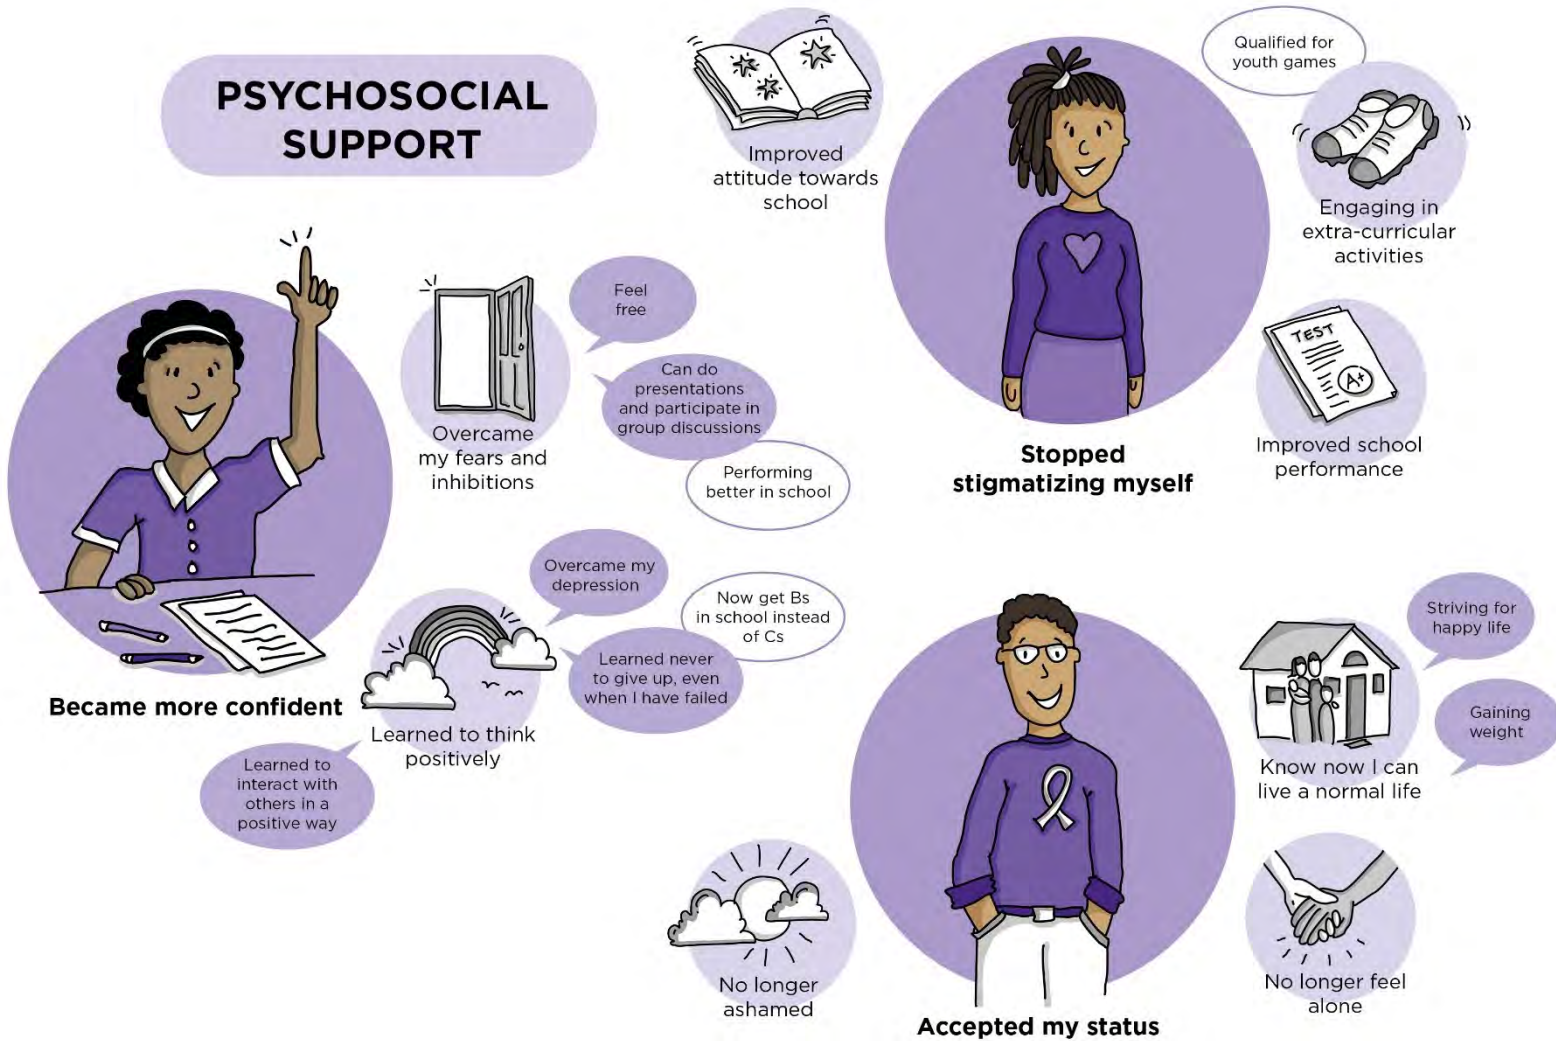 PSYCHOSOCIAL
SUPPORT
Became more confident
Overcame
my fears and
inhibitions
Feel
free
Can do
presentations
and participate in
group discussions
Performing
better in school
Learned to think
positively
Overcame my
depression
Now get Bs
in school instead
of Cs
Learned never
to give up, even
when I have failed
Learned to
interact with
others in a
positive way
Stopped
stigmatizing myself
Improved
attitude towards
school
Qualified for
youth games
Engaging in
extra-curricular
activities
TEST
A+
Improved school
performance
Accepted my status
Striving for
happy life
Gaining
weight
Know now I can
live a normal life
No longer
ashamed
No longer feel
alone